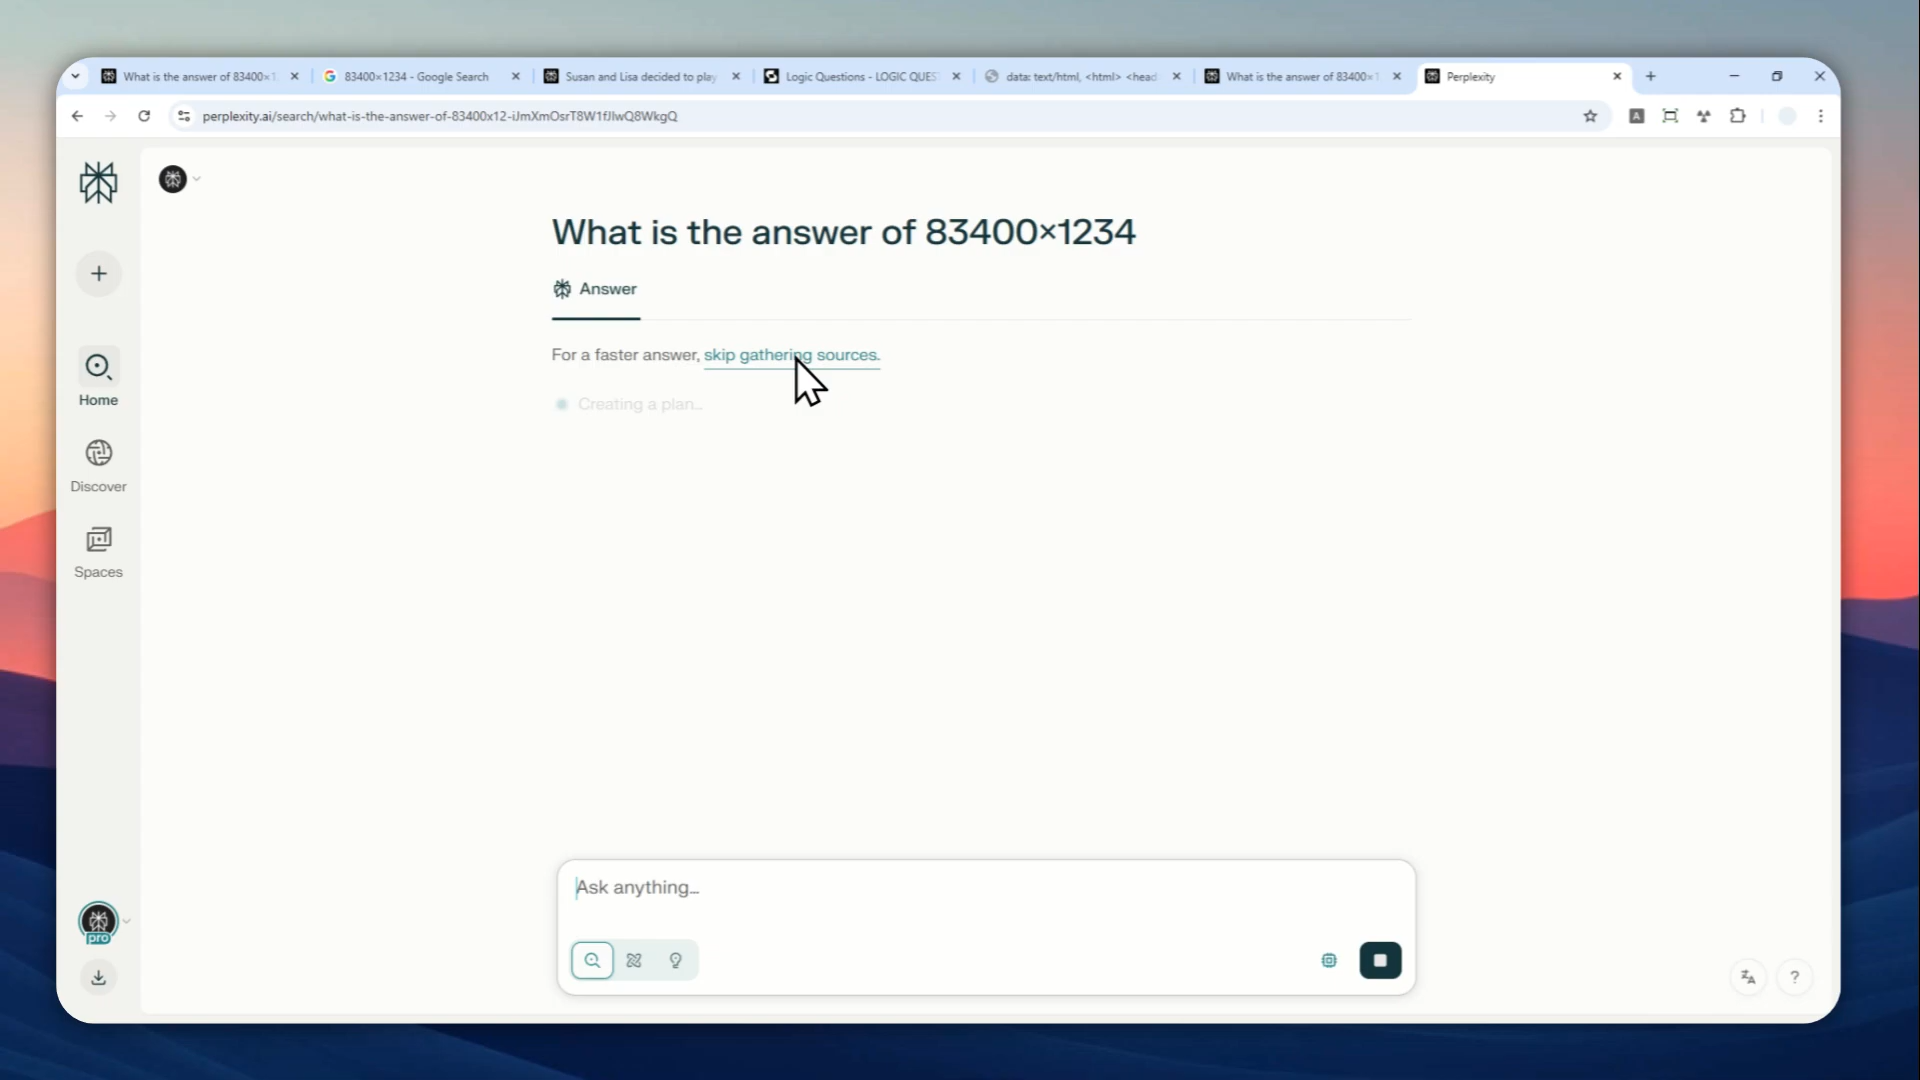 What is the answer of 83400×1
83400×1234 - Google Search
Susan and Lisa decided to play
Logic Questions - LOGIC QUES
data: text/html, <html> <head
What is the answer of 83400×1
Perplexity
perplexity.ai/search/what-is-the-answer-of-83400x12-iJmXmOsrT8W1fJlwQ8WkgQ
What is the answer of 83400×1234
Answer
For a faster answer, skip gathering sources.
Creating a plan…
Home
Discover
Spaces
pro
Ask anything…